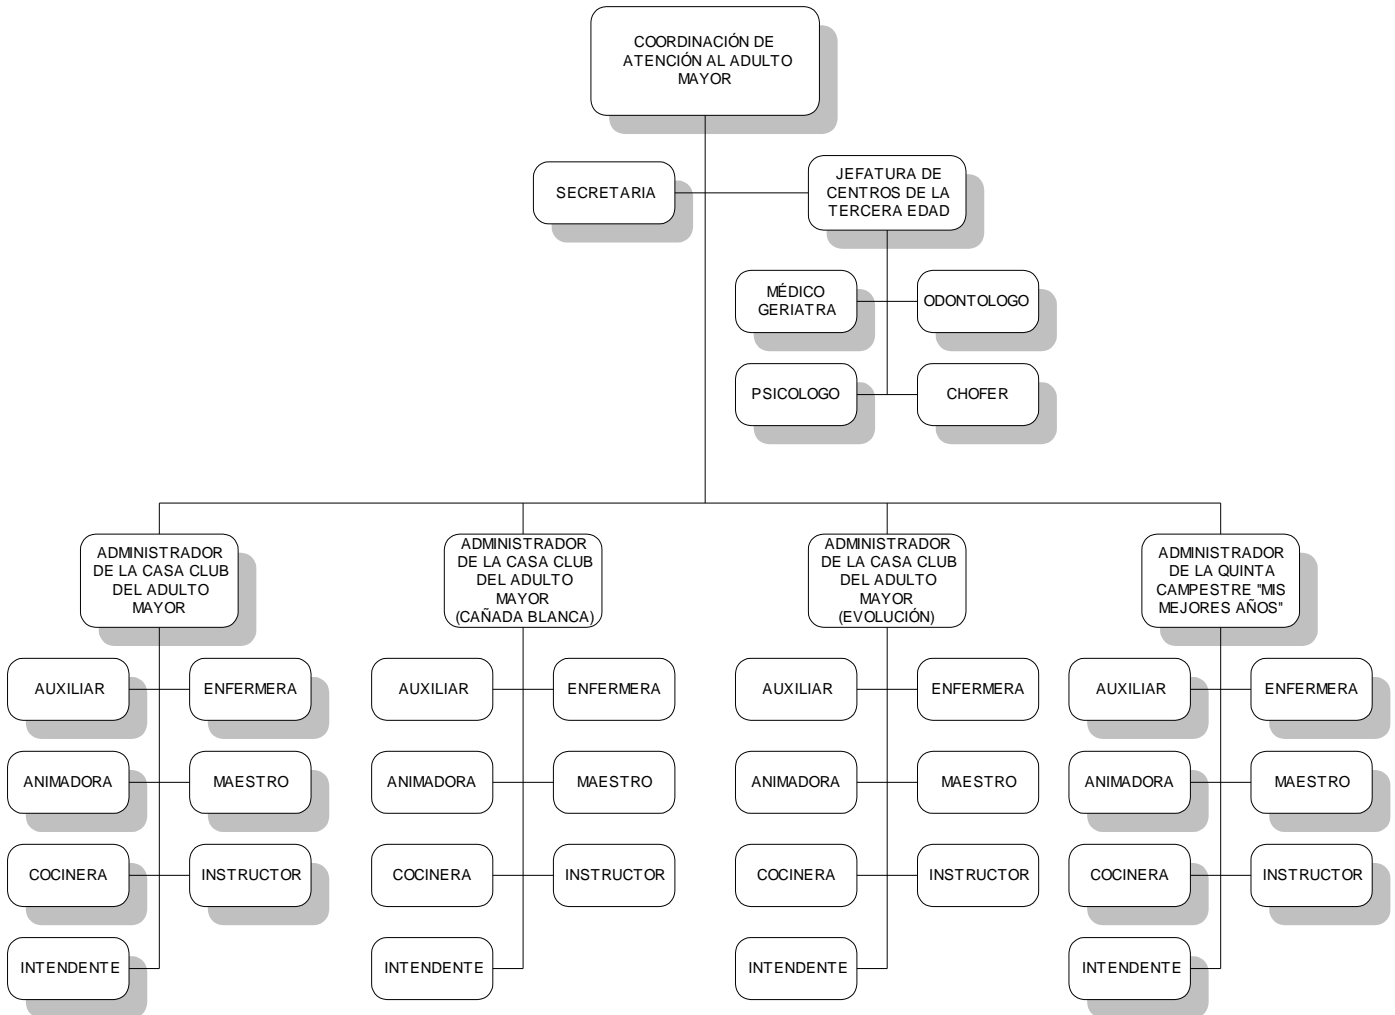 COORDINACIÓN DE
ATENCIÓN AL ADULTO
MAYOR
SECRETARIA
JEFATURA DE
CENTROS DE LA
TERCERA EDAD
MÉDICO
GERIATRA
ODONTOLOGO
PSICOLOGO
CHOFER
ADMINISTRADOR
DE LA CASA CLUB
DEL ADULTO
MAYOR
ADMINISTRADOR
DE LA CASA CLUB
DEL ADULTO
MAYOR
(CAÑADA BLANCA)
ADMINISTRADOR
DE LA CASA CLUB
DEL ADULTO
MAYOR
(EVOLUCIÓN)
ADMINISTRADOR
DE LA QUINTA
CAMPESTRE "MIS
MEJORES AÑOS"
AUXILIAR
ENFERMERA
ANIMADORA
MAESTRO
COCINERA
INSTRUCTOR
INTENDENTE
AUXILIAR
ENFERMERA
ANIMADORA
MAESTRO
COCINERA
INSTRUCTOR
INTENDENTE
AUXILIAR
ENFERMERA
ANIMADORA
MAESTRO
COCINERA
INSTRUCTOR
INTENDENTE
AUXILIAR
ENFERMERA
ANIMADORA
MAESTRO
COCINERA
INSTRUCTOR
INTENDENTE